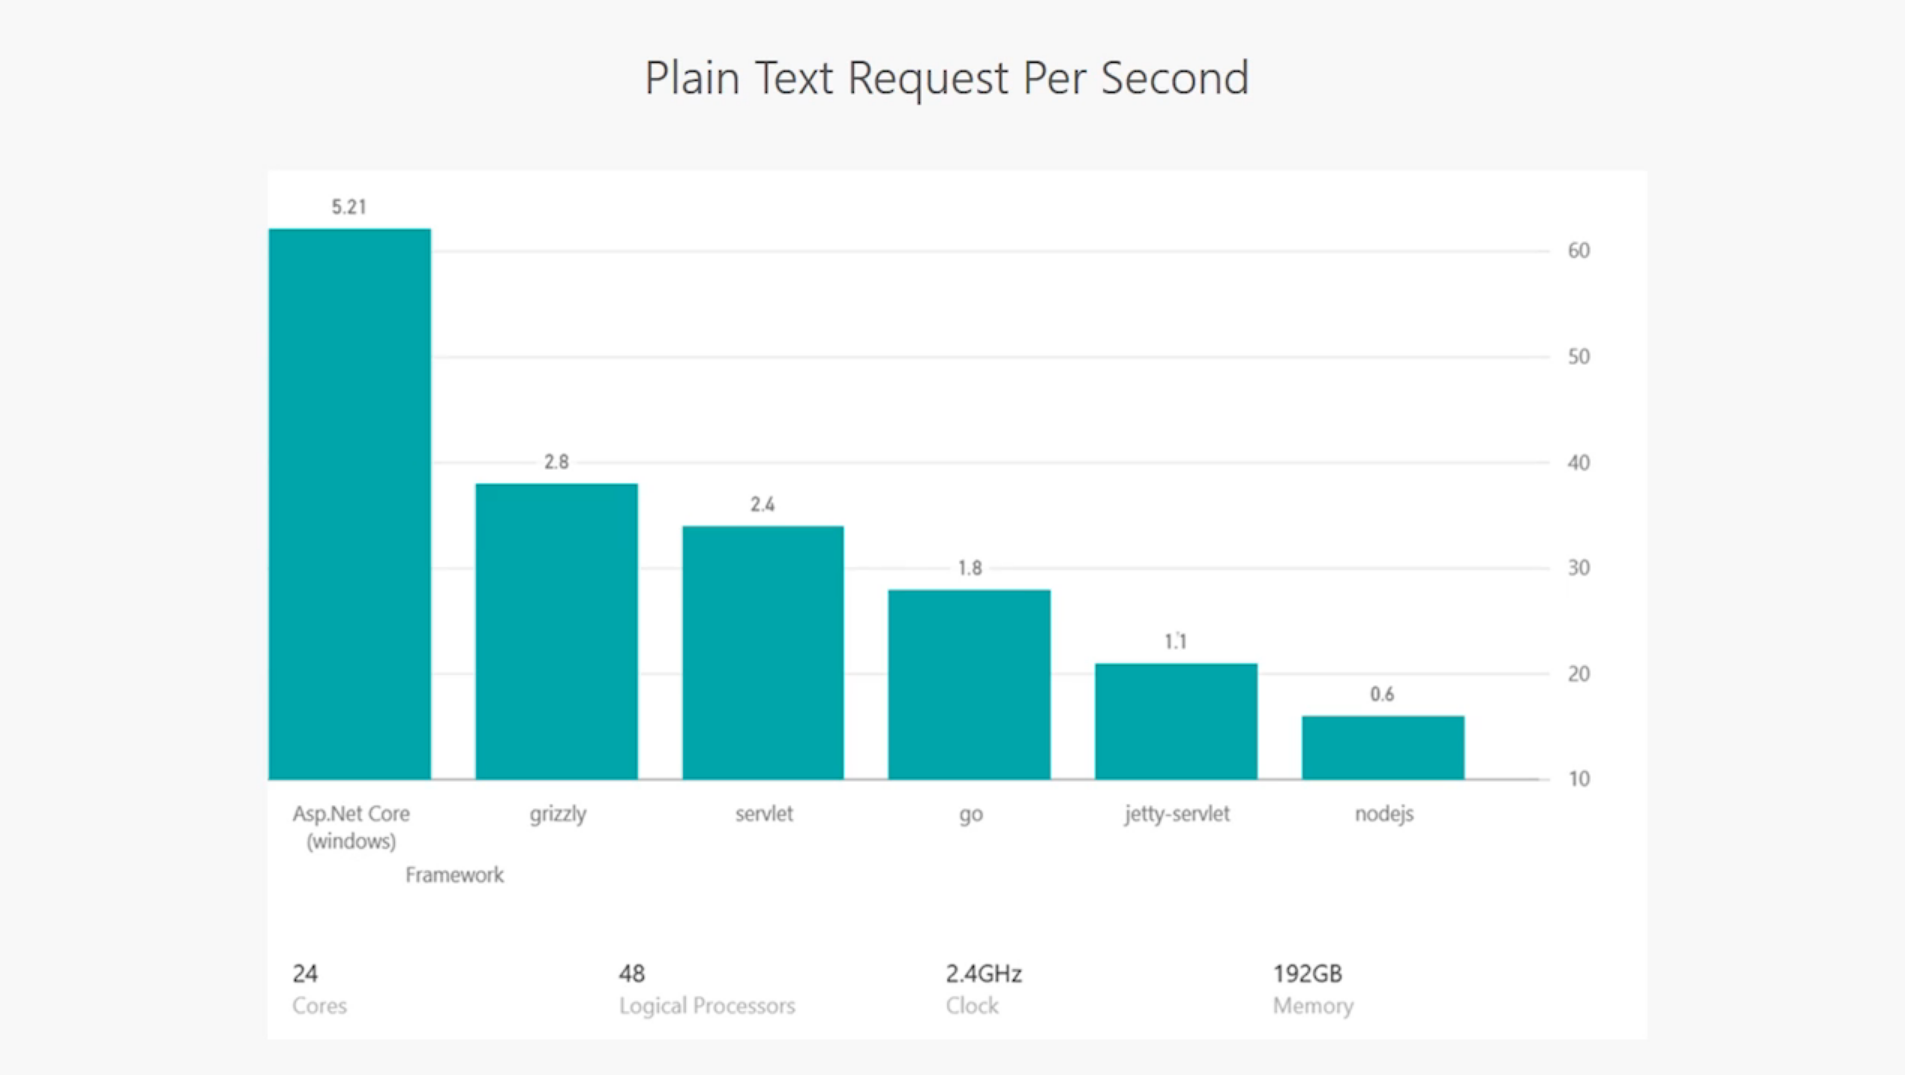 Plain Text Request Per Second
5.21
60
50
2.8
40
2.4
1.8
30
1.1
20
0.6
10
Asp.Net Core
(windows)
grizzly
servlet
go
jetty-servlet
nodejs
Framework
24
Cores
48
Logical Processors
2.4GHz
Clock
192GB
Memory